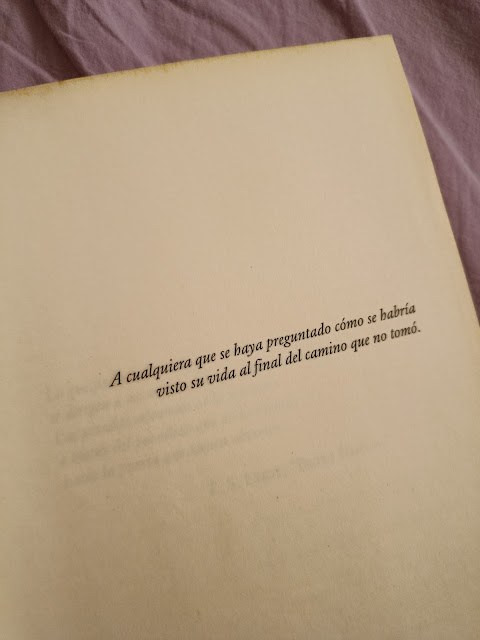 A cualquiera que se haya preguntado cómo se habría
visto su vida al final del camino que no tomó.